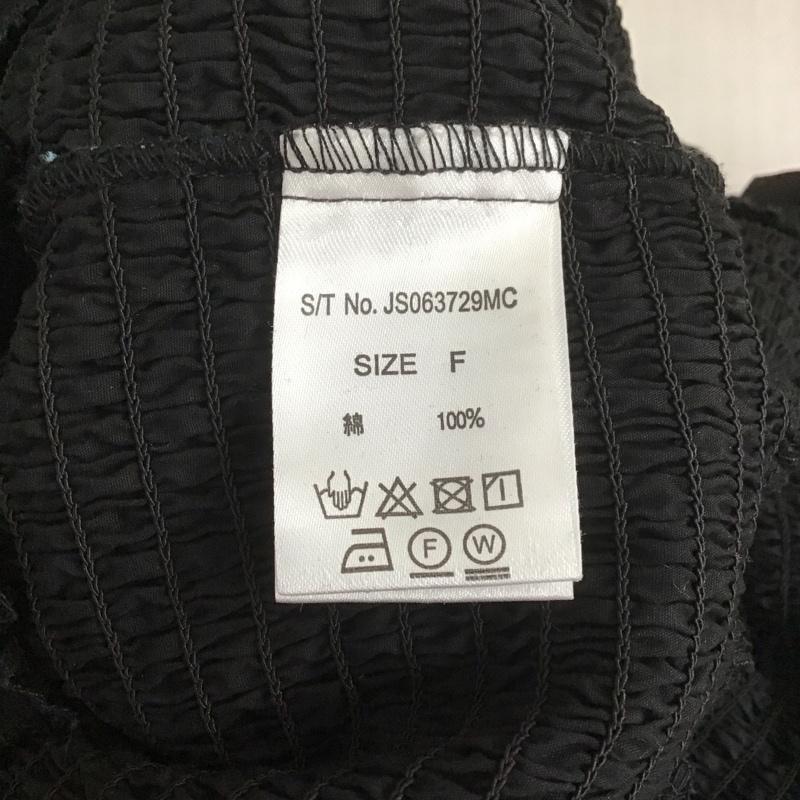 S/T No. JS063729MC
SIZE F
綿 100%
F W